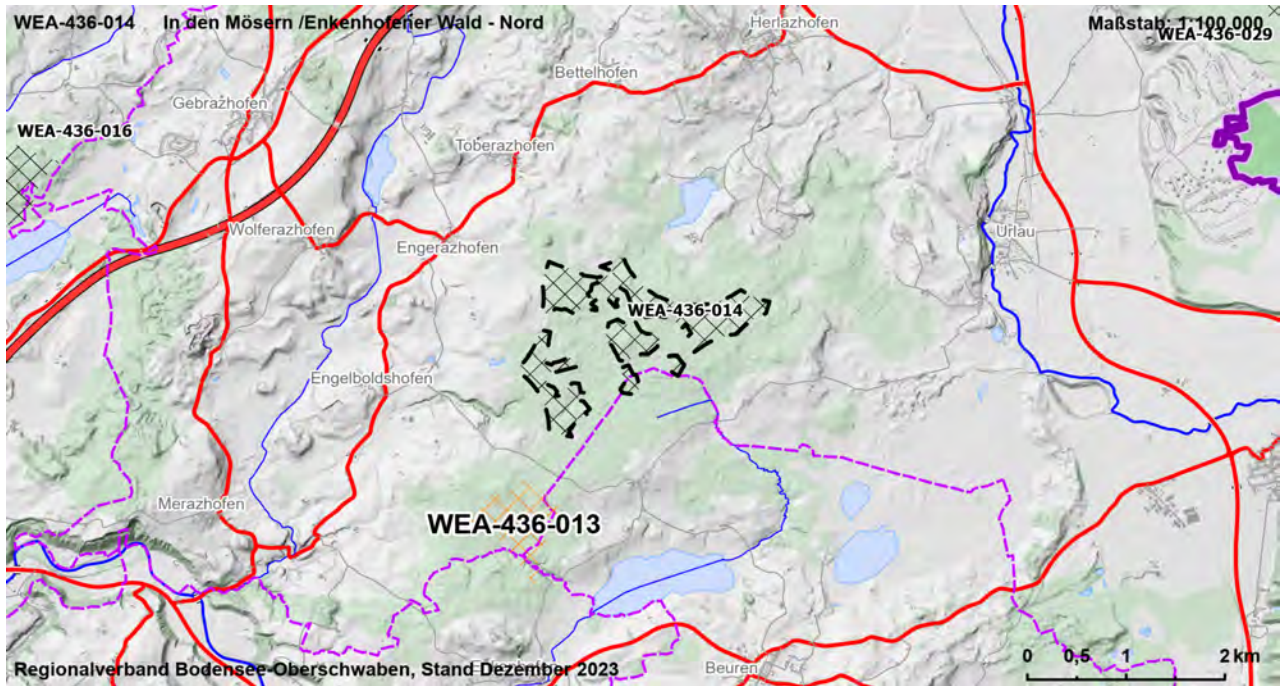 WEA-436-014 In den Mösern /Enkenhofener Wald - Nord
Herlazhofen
Maßstab: 1:100 000
WEA-436-029
Bettelhofen
Gebrazhofen
WEA-436-016
Toberazhofen
Wolferazhofen
Engerazhofen
Urlau
WEA-436-014
Engelboldshofen
Merazhofen
WEA-436-013
Regionalverband Bodensee-Oberschwaben, Stand Dezember 2023
Beuren
0 0,5 1 2 km